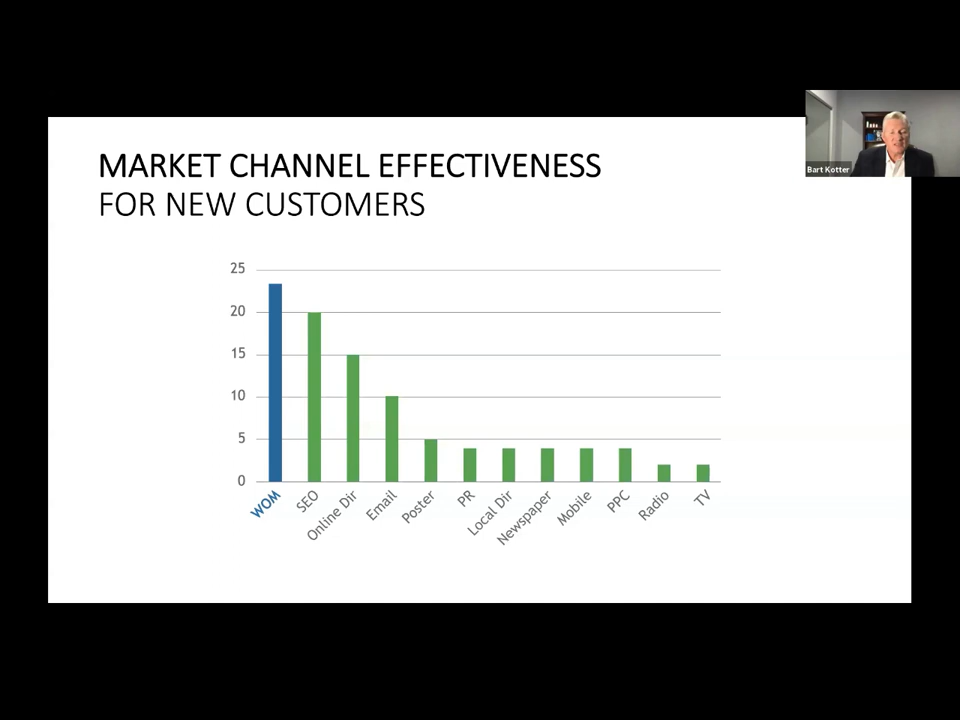 Bart Kotter
MARKET CHANNEL EFFECTIVENESS
FOR NEW CUSTOMERS
25
20
15
10
5
0
WOM
SEO
Online Dir
Email
Poster
PR
Local Dir
Newspaper
Mobile
PPC
Radio
TV